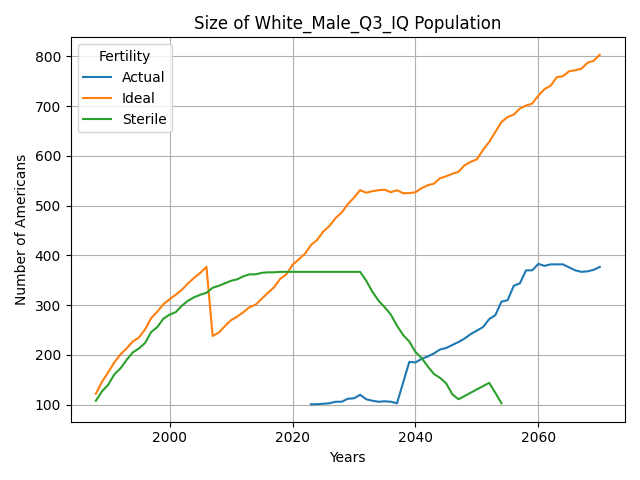 Size of White_Male_Q3_IQ Population
Fertility
Actual
Ideal
Sterile
Number of Americans
800
700
600
500
400
300
200
100
2000
2020
2040
2060
Years